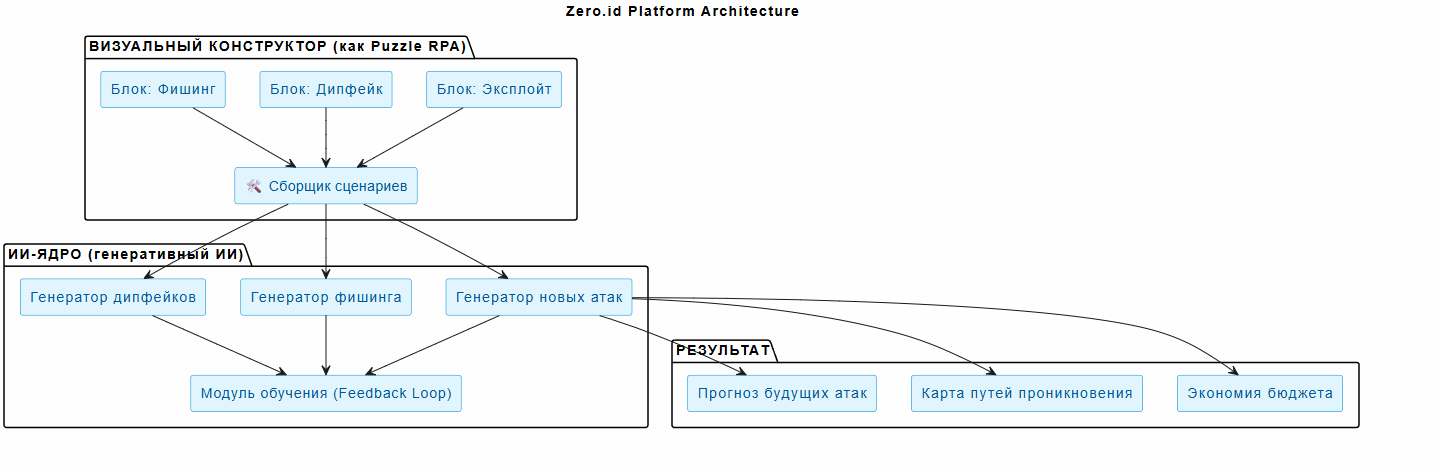 Zero.id Platform Architecture
ВИЗУАЛЬНЫЙ КОНСТРУКТОР (как Puzzle RPA)
Блок: Фишинг
Блок: Дипфейк
Блок: Эксплойт
🛠 Сборщик сценариев
ИИ-ЯДРО (генеративный ИИ)
Генератор дипфейков
Генератор фишинга
Генератор новых атак
Модуль обучения (Feedback Loop)
РЕЗУЛЬТАТ
Прогноз будущих атак
Карта путей проникновения
Экономия бюджета